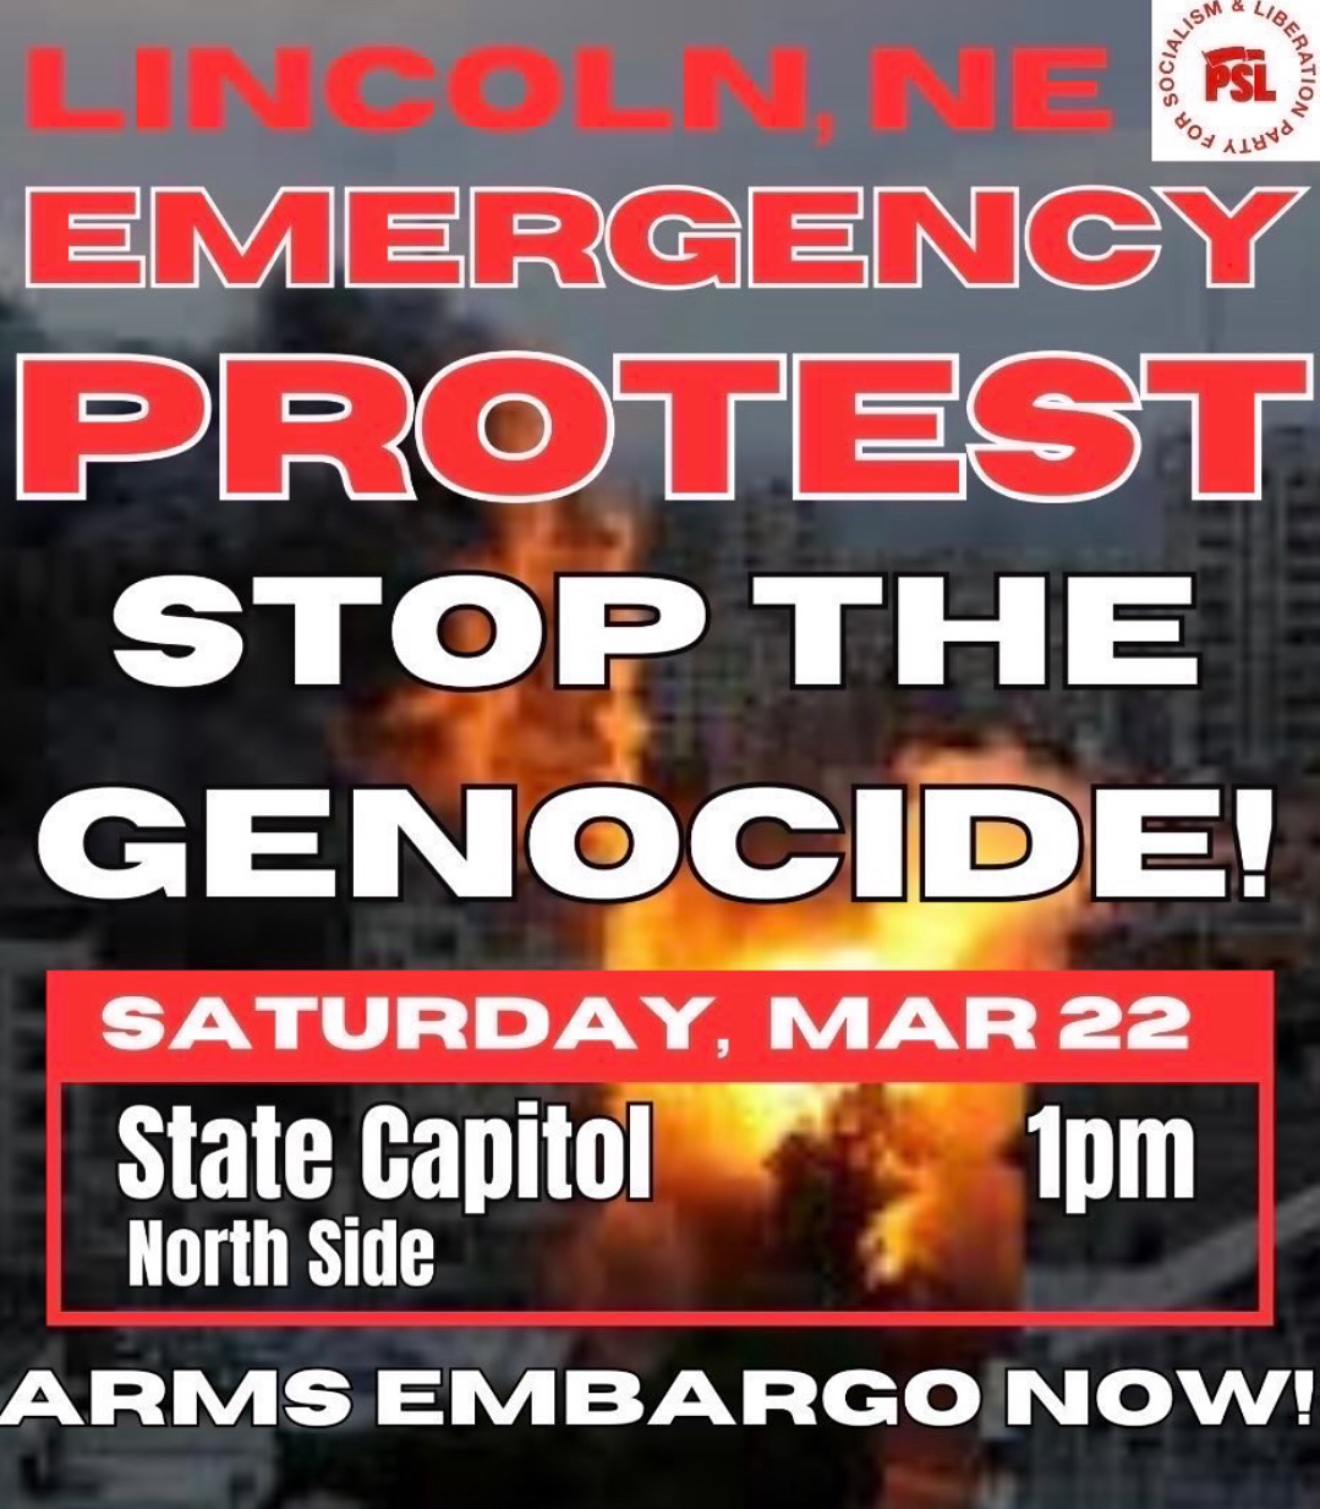 LINCOLN, NE
PARTY FOR SOCIALISM & LIBERATION
PSL
EMERGENCY
PROTEST
STOP THE
GENOCIDE!
SATURDAY, MAR 22
State Capitol 1pm
North Side
ARMS EMBARGO NOW!